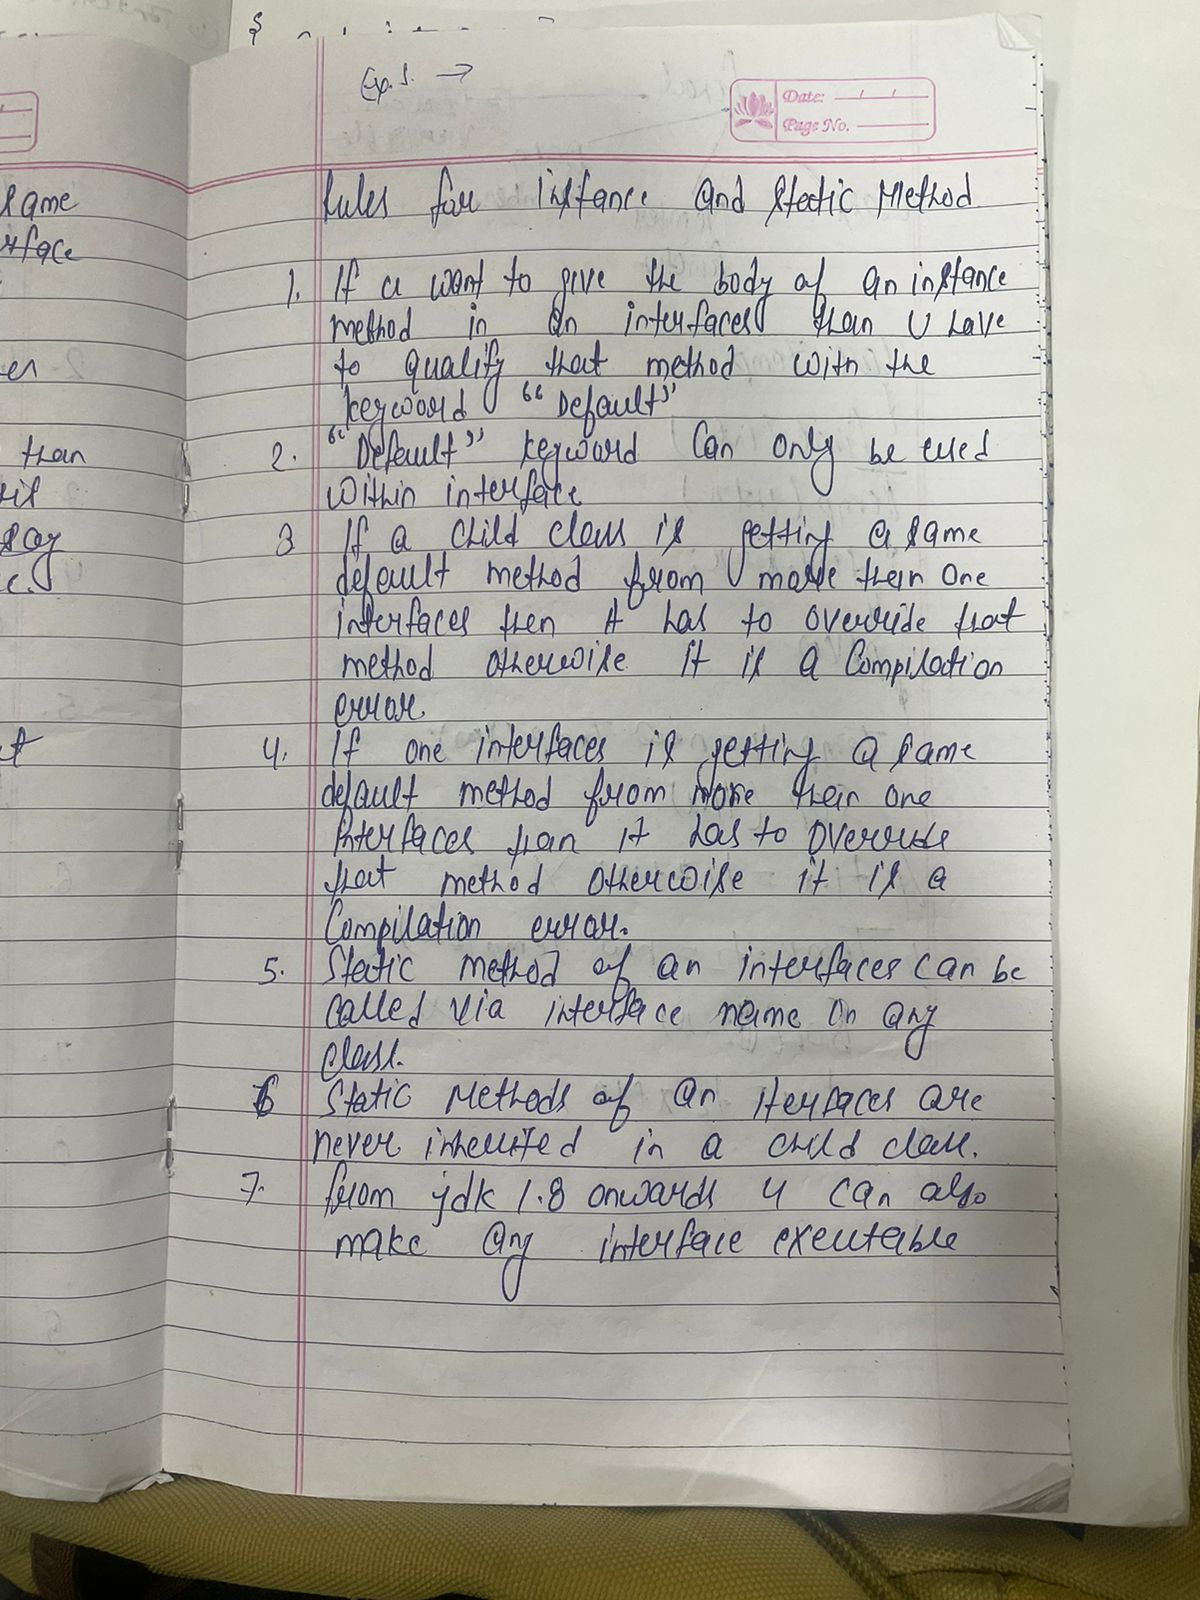 same
rface
er
than
say
c.
Exp. 1. →
Date:
Page No.
Rules for Instance and Static Method
1. If u want to give the body of an instance
method in an interfaces than u have
to qualify that method with the
keyword "Default"
2. "Default" keyword can only be used
within interface
3 If a child class is getting a same
default method from more than one
interfaces then it has to override that
method otherwise it is a compilation
error.
4. If one interfaces is getting a same
default method from more than one
interfaces than it has to override
that method otherwise it is a
Compilation error.
5. Static method of an interfaces can be
called via interface name in any
class.
6 Static Methods of an iterfaces are
never inherited in a child class.
7. from jdk 1.8 onwards u can also
make any interface exeutable